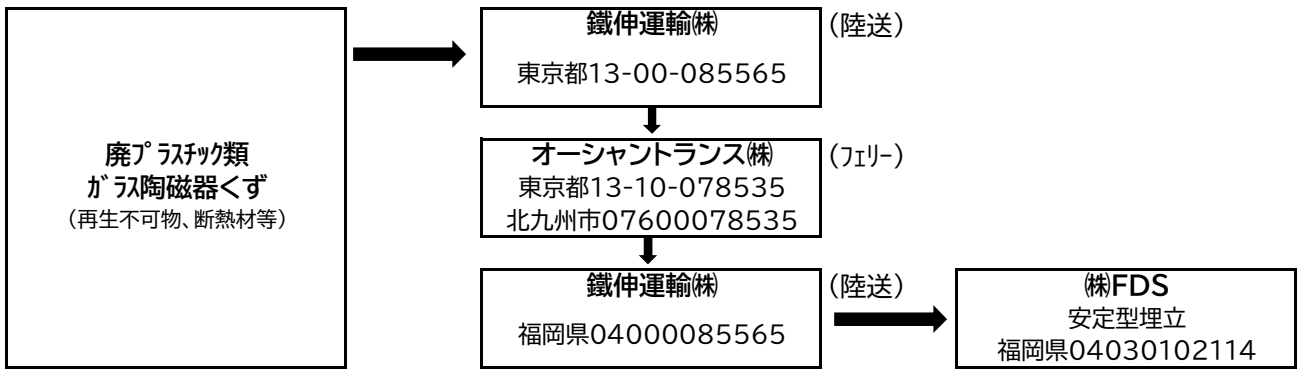 廃プラスチック類
ガラス陶磁器くず
(再生不可物、断熱材等)
鐵伸運輸㈱
(陸送)
東京都13-00-085565
オーシャントランス㈱
(フェリー)
東京都13-10-078535
北九州市07600078535
鐵伸運輸㈱
(陸送)
福岡県04000085565
㈱FDS
安定型埋立
福岡県04030102114